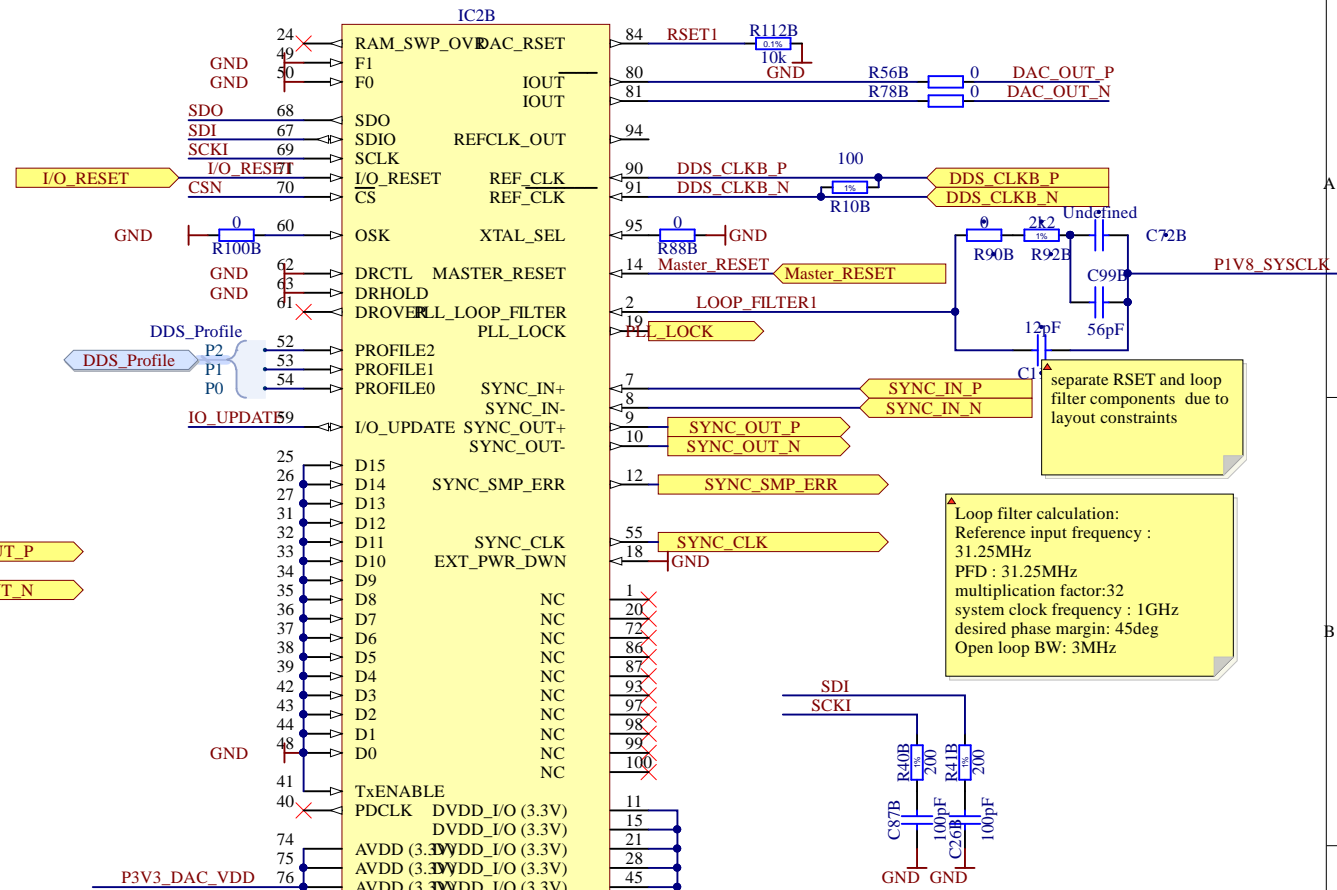 IC2B
24
RAM_SWP_OVR
DAC_RSET
84
RSET1
R112B
0.1%
10k
GND
GND
49
F1
GND
50
F0
IOUT
80
R56B
0
DAC_OUT_P
IOUT
81
R78B
0
DAC_OUT_N
SDO
68
SDO
REFCLK_OUT
94
SDI
67
SDIO
SCKI
69
SCLK
100
I/O_RESET
I/O_RESET
71
I/O_RESET
REF_CLK
90
DDS_CLKB_P
DDS_CLKB_P
CSN
70
CS
REF_CLK
91
DDS_CLKB_N
1%
R10B
DDS_CLKB_N
GND
0
R100B
60
OSK
XTAL_SEL
95
0
R88B
GND
0
R90B
2k2
1%
R92B
Undefined
C72B
GND
62
DRCTL
MASTER_RESET
14
Master_RESET
Master_RESET
C99B
56pF
P1V8_SYSCLK
GND
63
DRHOLD
61
DROVER
PLL_LOOP_FILTER
2
LOOP_FILTER1
PLL_LOCK
19
PLL_LOCK
12pF
DDS_Profile
DDS_Profile
P2
52
PROFILE2
P1
53
PROFILE1
P0
54
PROFILE0
SYNC_IN+
7
SYNC_IN_P
SYNC_IN-
8
SYNC_IN_N
IO_UPDATE
59
I/O_UPDATE
SYNC_OUT+
9
SYNC_OUT_P
SYNC_OUT-
10
SYNC_OUT_N
separate RSET and loop
filter components due to
layout constraints
25
D15
26
D14
SYNC_SMP_ERR
12
SYNC_SMP_ERR
27
D13
31
D12
32
D11
SYNC_CLK
55
SYNC_CLK
33
D10
EXT_PWR_DWN
18
GND
34
D9
35
D8
NC
1
36
D7
NC
20
37
D6
NC
72
38
D5
NC
86
39
D4
NC
87
42
D3
NC
93
43
D2
NC
97
44
D1
NC
98
GND
48
D0
NC
99
NC
100
41
TxENABLE
40
PDCLK
DVDD_I/O (3.3V)
11
DVDD_I/O (3.3V)
15
74
AVDD (3.3V)
DVDD_I/O (3.3V)
21
75
AVDD (3.3V)
DVDD_I/O (3.3V)
28
P3V3_DAC_VDD
76
AVDD (3.3V)
DVDD_I/O (3.3V)
45
Loop filter calculation:
Reference input frequency :
31.25MHz
PFD : 31.25MHz
multiplication factor:32
system clock frequency : 1GHz
desired phase margin: 45deg
Open loop BW: 3MHz
SDI
SCKI
R40B
1%
200
R41B
1%
200
C87B
100pF
C26B
100pF
GND
GND
A
B